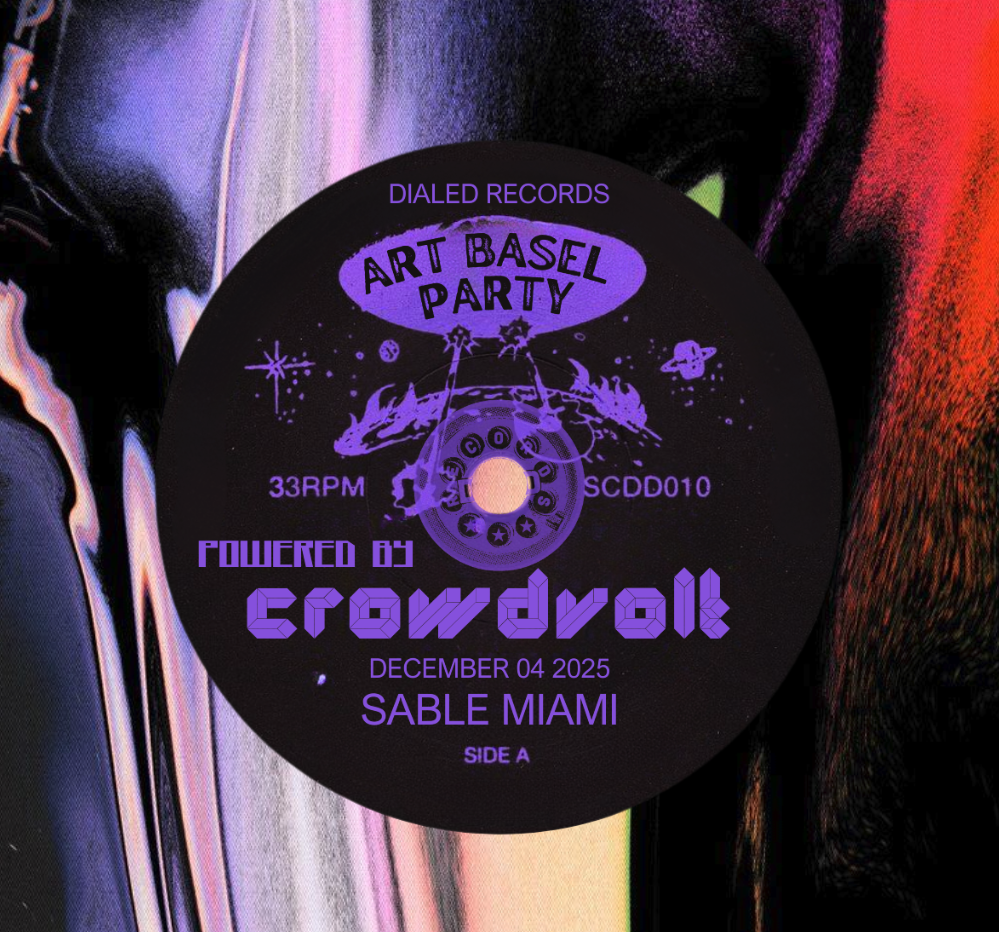 DIALED RECORDS
ART BASEL
PARTY
33RPM
SCDD010
POWERED BY
crowdvolt
DECEMBER 04 2025
SABLE MIAMI
SIDE A